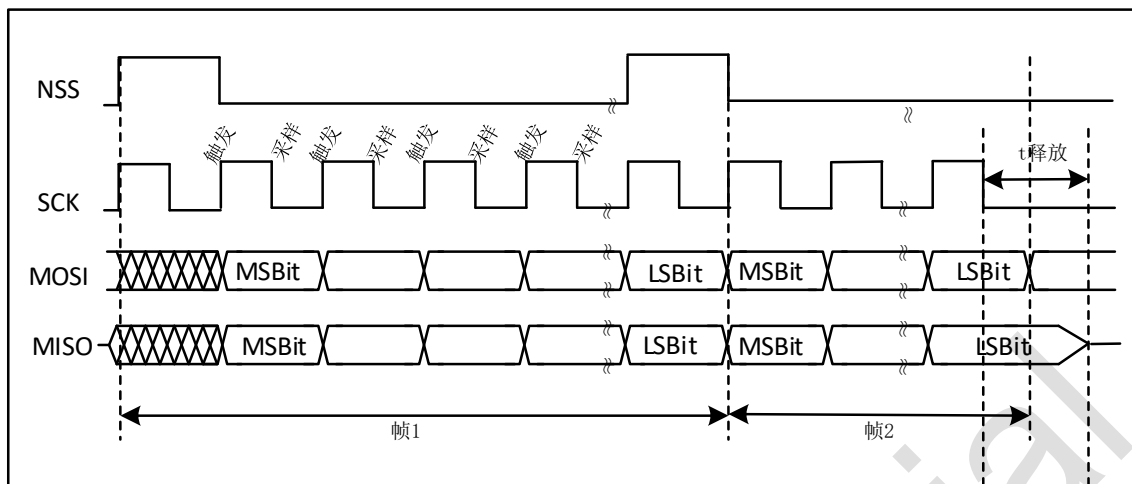 NSS
触发 采样 触发 采样 触发 采样 触发 采样
t释放
SCK
MOSI MSBit LSBit MSBit LSBit
MISO MSBit LSBit MSBit LSBit
帧1 帧2